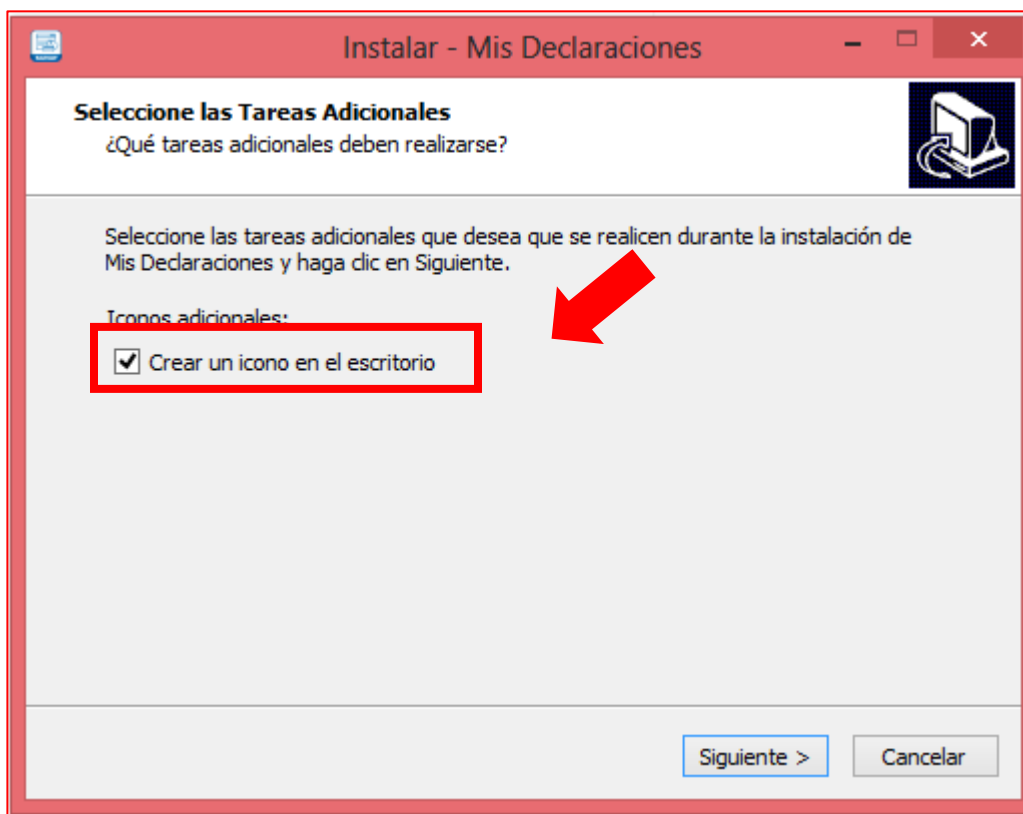 Instalar - Mis Declaraciones
Seleccione las Tareas Adicionales
¿Qué tareas adicionales deben realizarse?
Seleccione las tareas adicionales que desea que se realicen durante la instalación de
Mis Declaraciones y haga clic en Siguiente.
Iconos adicionales:
Crear un icono en el escritorio
Siguiente >
Cancelar